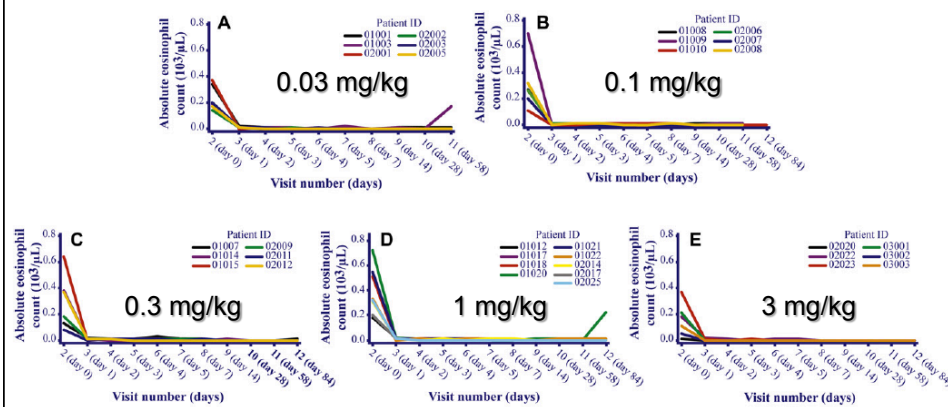 A
Absolute eosinophil
count (10³/µL)
0.8
0.6
0.4
0.2
0.0
Patient ID
01001 02002
01003 02003
02001 02005
0.03 mg/kg
2 (day 0)
3 (day 1)
4 (day 2)
5 (day 3)
6 (day 4)
7 (day 5)
8 (day 7)
9 (day 14)
10 (day 28)
11 (day 58)
Visit number (days)
B
Absolute eosinophil
count (10³/µL)
0.8
0.6
0.4
0.2
0.0
Patient ID
01008 02006
01009 02007
01010 02008
0.1 mg/kg
2 (day 0)
3 (day 1)
4 (day 2)
5 (day 3)
6 (day 4)
7 (day 5)
8 (day 7)
9 (day 14)
10 (day 28)
11 (day 58)
12 (day 84)
Visit number (days)
C
Absolute eosinophil
count (10³/µL)
0.8
0.6
0.4
0.2
0.0
Patient ID
01007 02009
01014 02011
01015 02012
0.3 mg/kg
2 (day 0)
3 (day 1)
4 (day 2)
5 (day 3)
6 (day 4)
7 (day 5)
8 (day 7)
9 (day 14)
10 (day 28)
11 (day 58)
12 (day 84)
Visit number (days)
D
Absolute eosinophil
count (10³/µL)
0.8
0.6
0.4
0.2
0.0
Patient ID
01012 01021
01017 01022
01018 02014
01020 02017
02025
1 mg/kg
2 (day 0)
3 (day 1)
4 (day 2)
5 (day 3)
6 (day 4)
7 (day 5)
8 (day 7)
9 (day 14)
10 (day 28)
11 (day 58)
12 (day 84)
Visit number (days)
E
Absolute eosinophil
count (10³/µL)
0.8
0.6
0.4
0.2
0.0
Patient ID
02020 03001
02022 03002
02023 03003
3 mg/kg
2 (day 0)
3 (day 1)
4 (day 2)
5 (day 3)
6 (day 4)
7 (day 5)
8 (day 7)
9 (day 14)
10 (day 28)
11 (day 58)
12 (day 84)
Visit number (days)